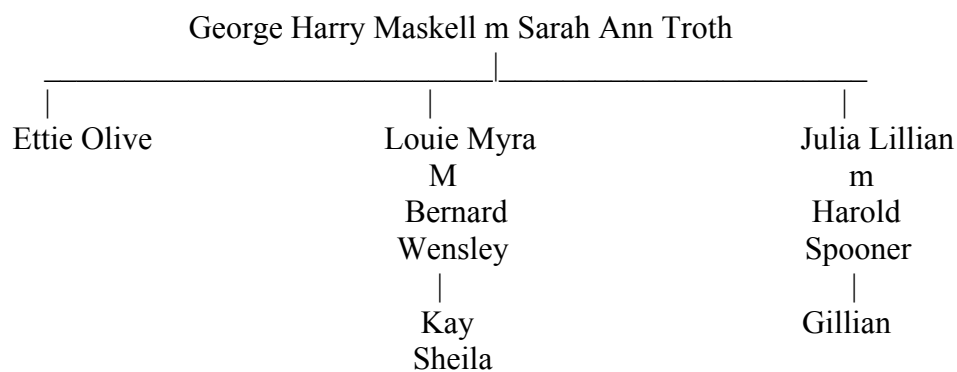 George Harry Maskell m Sarah Ann Troth
Ettie Olive Louie Myra Julia Lillian
M m
Bernard Harold
Wensley Spooner
Kay Gillian
Sheila